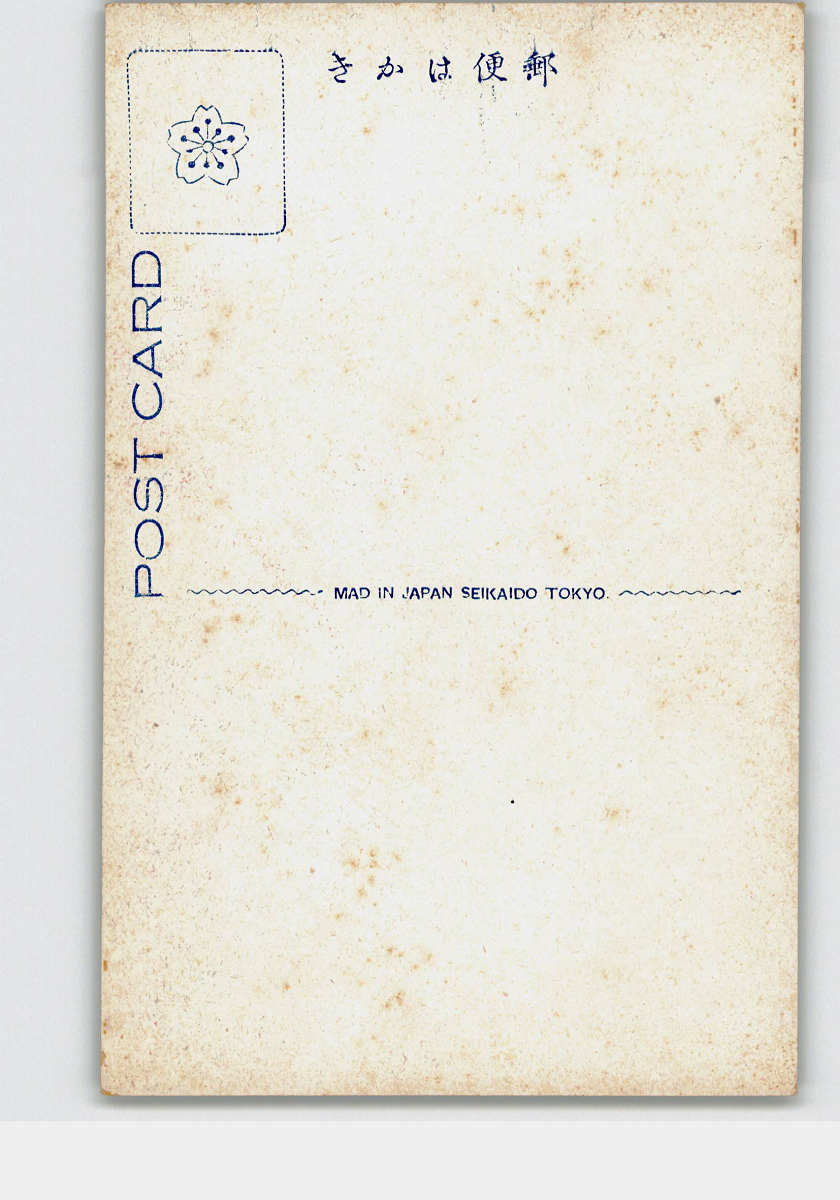 きかは便郵
POST CARD
MAD IN JAPAN SEIKAIDO TOKYO.